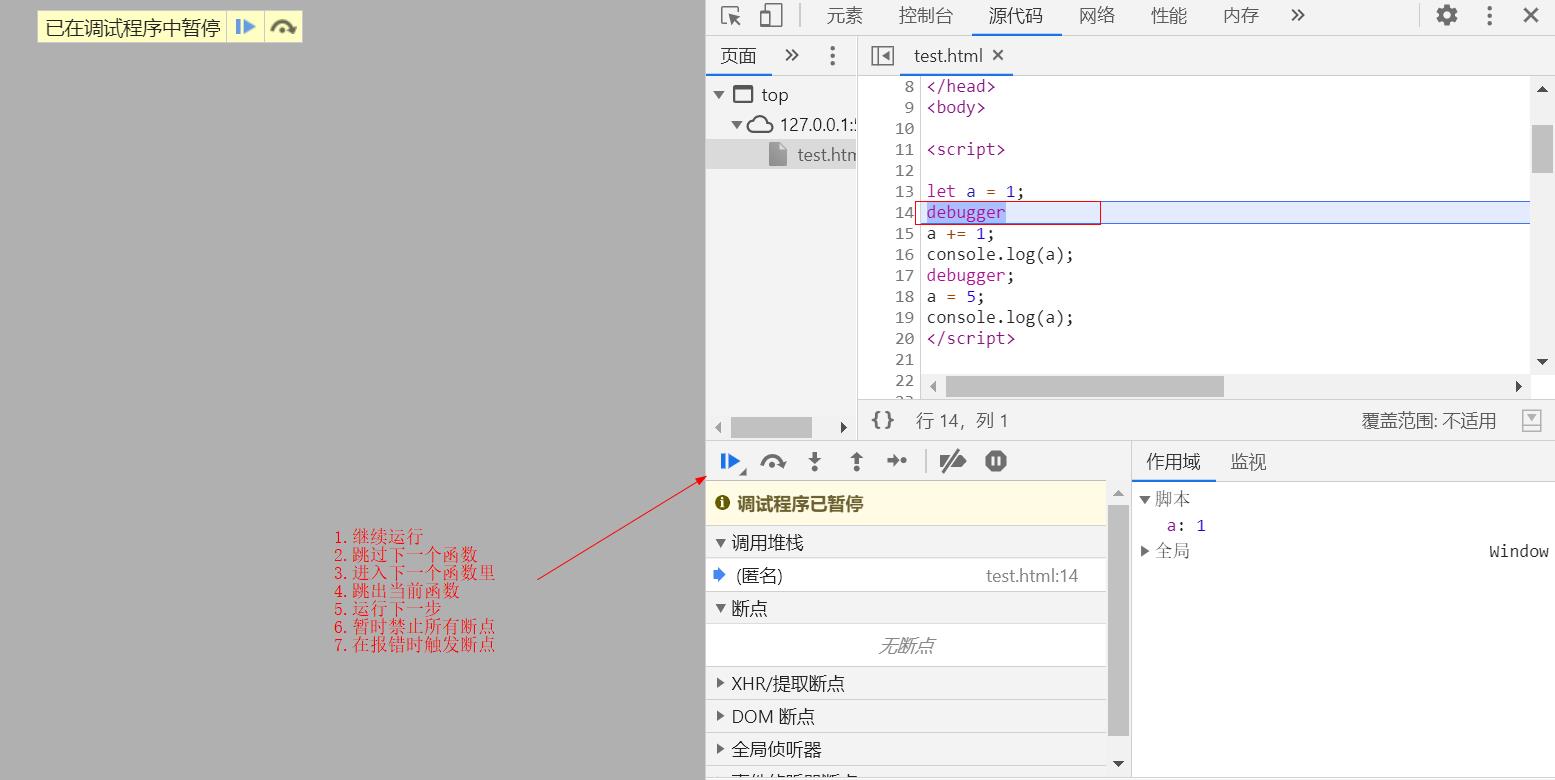 已在调试程序中暂停
元素 控制台 源代码 网络 性能 内存
页面
test.html
top
127.0.0.1:5
test.htm
8 </head>
9 <body>
10
11 <script>
12
13 let a = 1;
14 debugger
15 a += 1;
16 console.log(a);
17 debugger;
18 a = 5;
19 console.log(a);
20 </script>
21
22
{} 行 14，列 1 覆盖范围: 不适用
作用域 监视
调试程序已暂停
调用堆栈
(匿名) test.html:14
断点
无断点
XHR/提取断点
DOM 断点
全局侦听器
脚本
a: 1
全局 Window
1. 继续运行
2. 跳过下一个函数
3. 进入下一个函数里
4. 跳出当前函数
5. 运行下一步
6. 暂时禁止所有断点
7. 在报错时触发断点